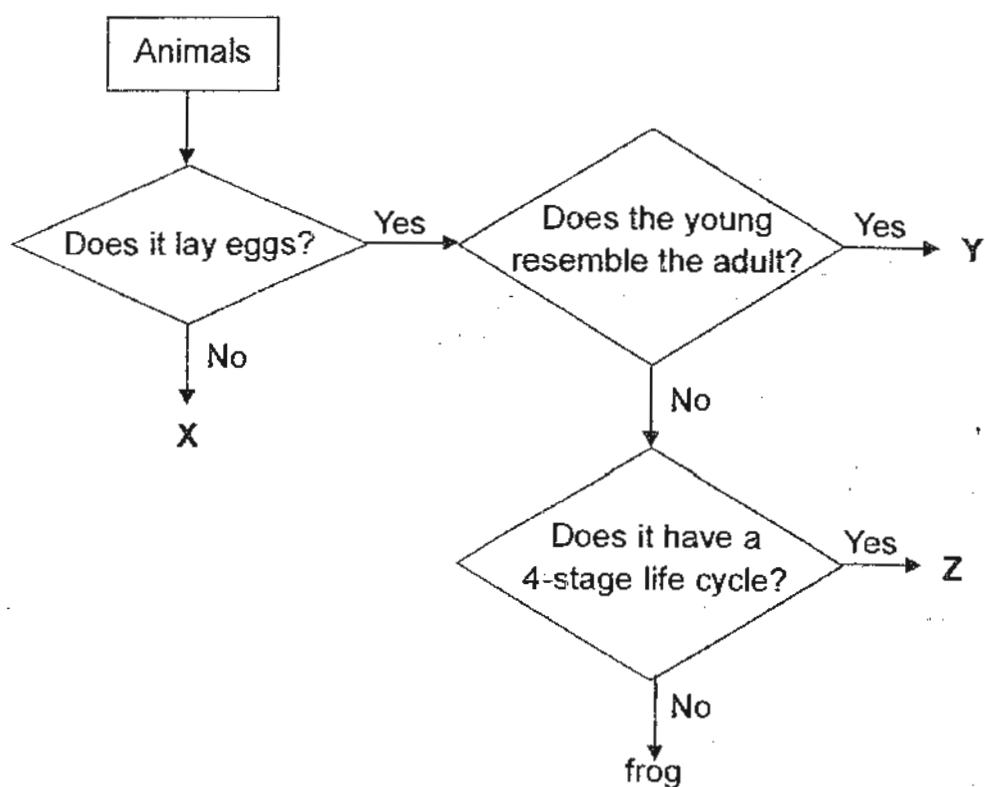 Animals
Does it lay eggs?
Yes
Does the young
resemble the adult?
Yes
Y
No
X
No
Does it have a
4-stage life cycle?
Yes
Z
No
frog